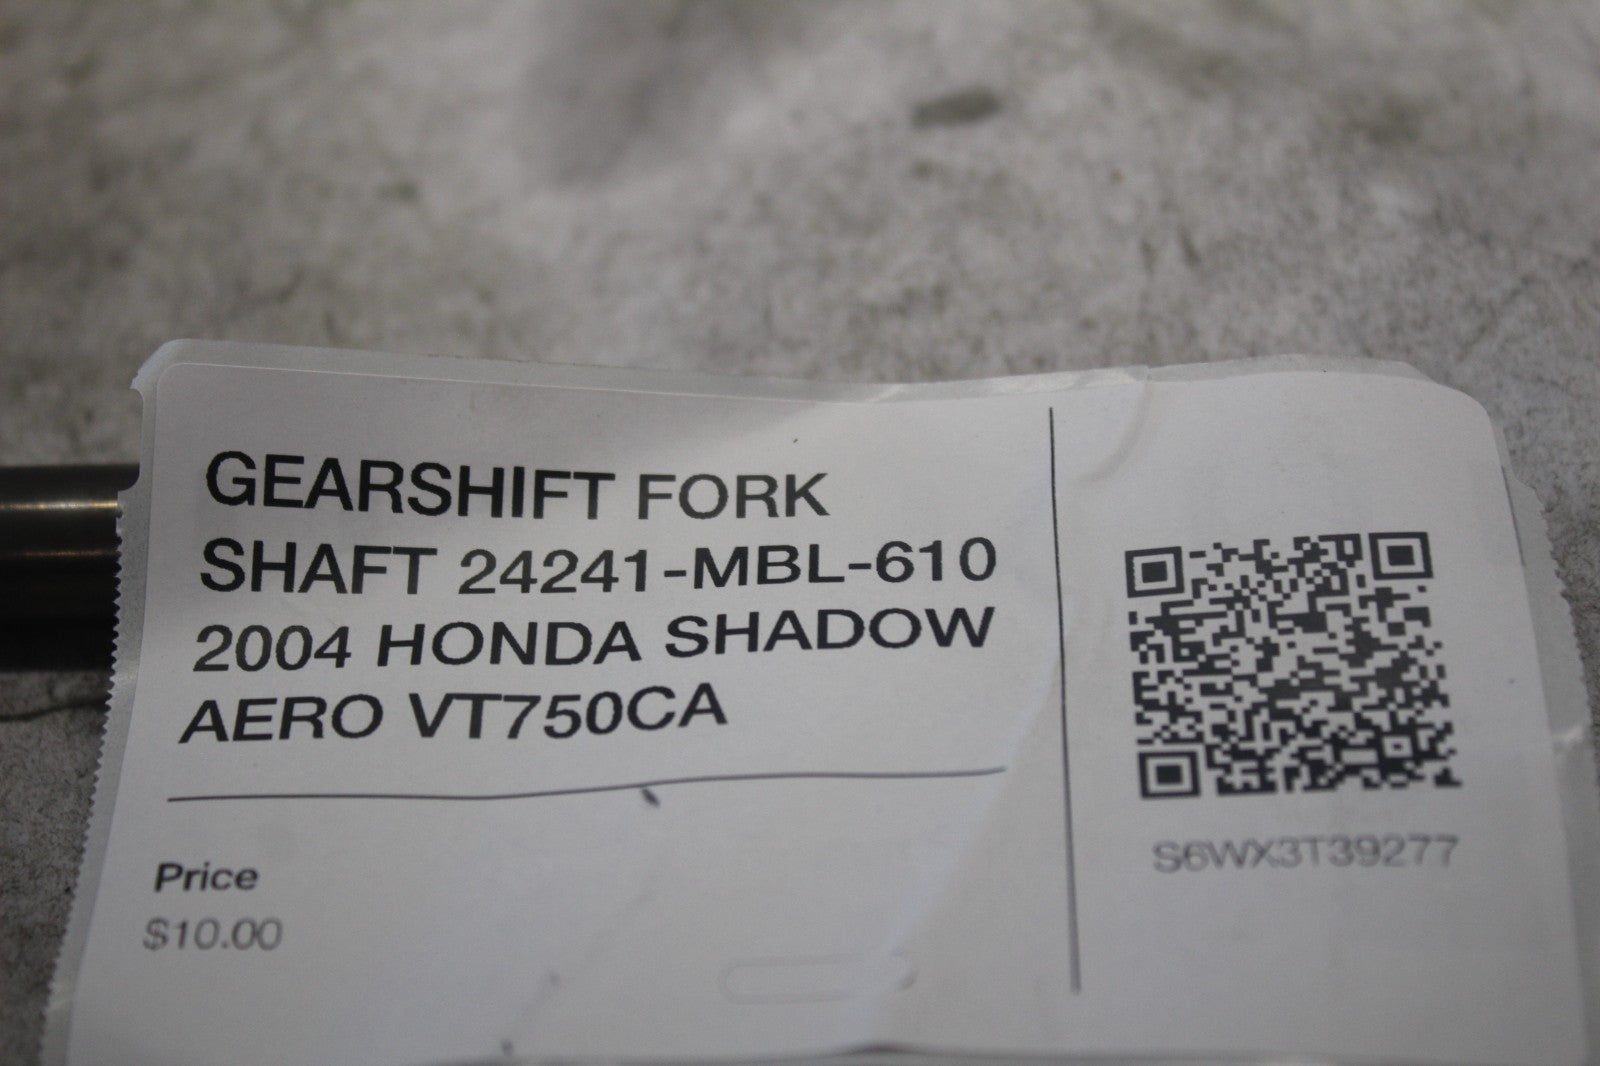 GEARSHIFT FORK
SHAFT 24241-MBL-610
2004 HONDA SHADOW
AERO VT750CA
Price
$10.00
S6WX3T39277